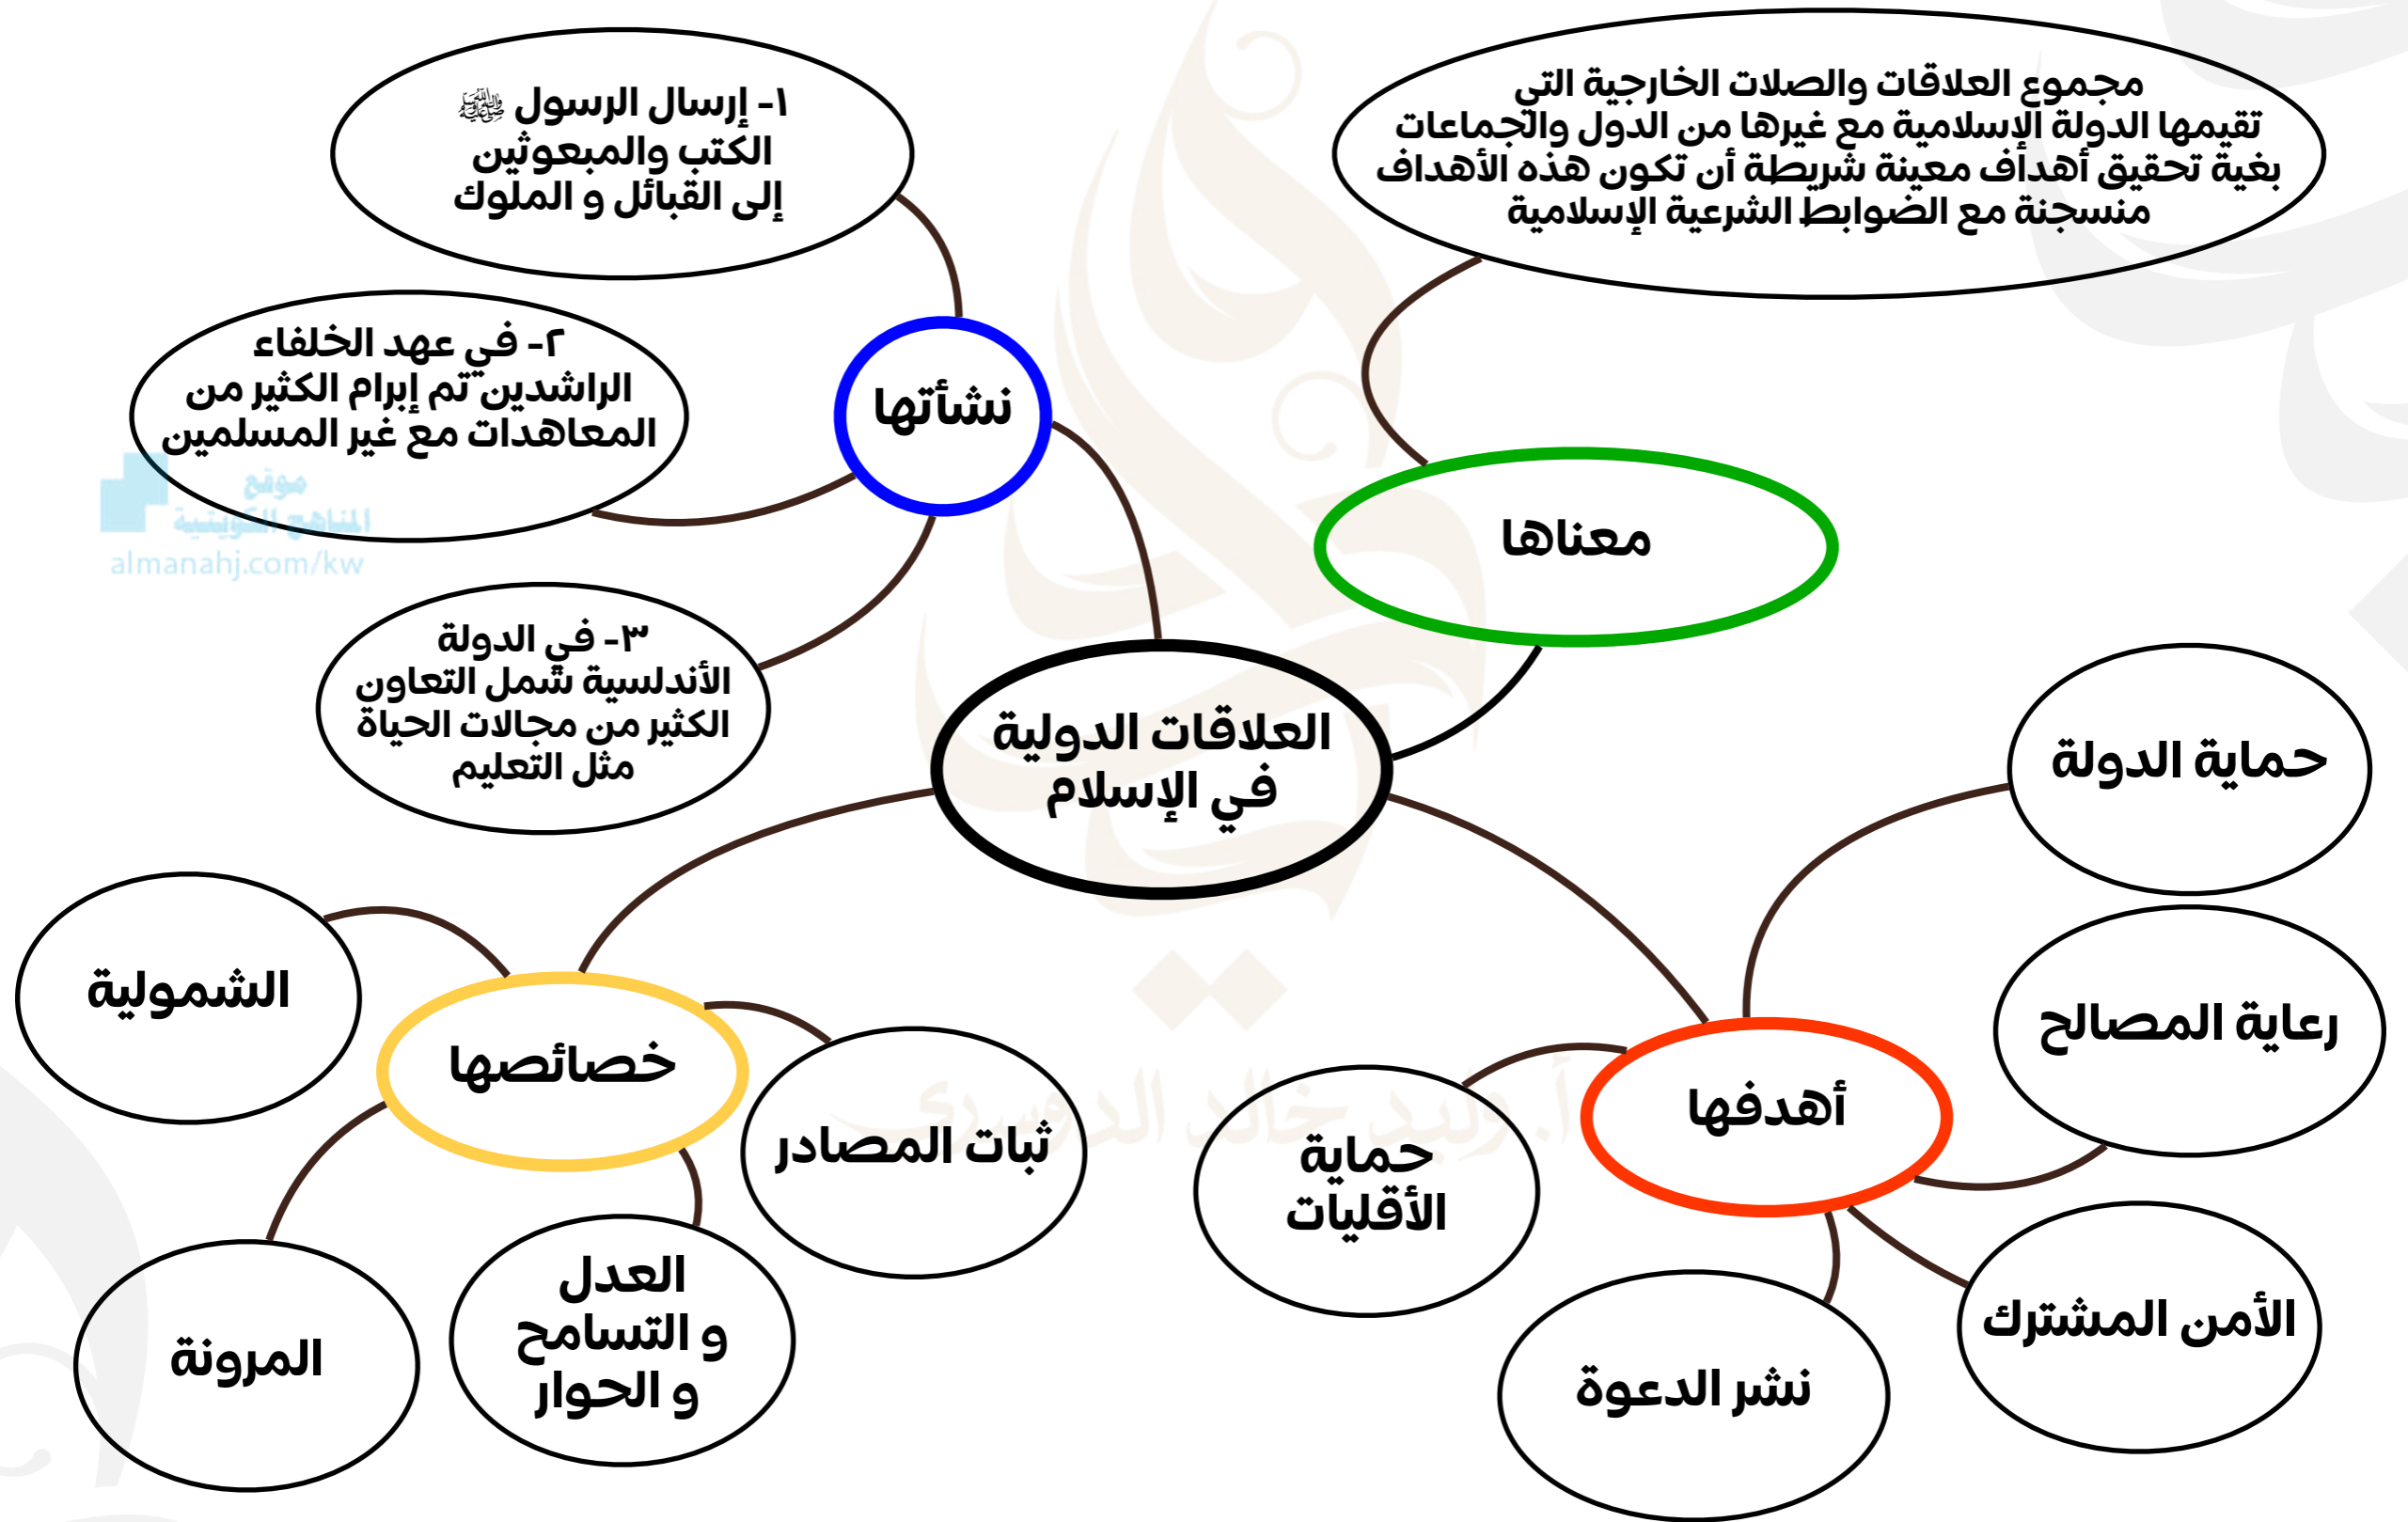 مجموع العلاقات والصلات الخارجية التي
تقيمها الدولة الإسلامية مع غيرها من الدول والجماعات
بغية تحقيق أهداف معينة شريطة أن تكون هذه الأهداف
منسجنة مع الضوابط الشرعية الإسلامية
معناها
١- إرسال الرسول ﷺ
الكتب والمبعوثين
إلى القبائل و الملوك
نشأتها
٢- في عهد الخلفاء
الراشدين تم إبرام الكثير من
المعاهدات مع غير المسلمين
موقع
المناهج الكويتية
almanahj.com/kw
٣- في الدولة
الأندلسية شمل التعاون
الكثير من مجالات الحياة
مثل التعليم
العلاقات الدولية
في الإسلام
حماية الدولة
رعاية المصالح
أهدفها
الأمن المشترك
نشر الدعوة
حماية
الأقليات
أ. وليد خالد الدوسري
خصائصها
ثبات المصادر
الشمولية
العدل
و التسامح
و الحوار
المرونة